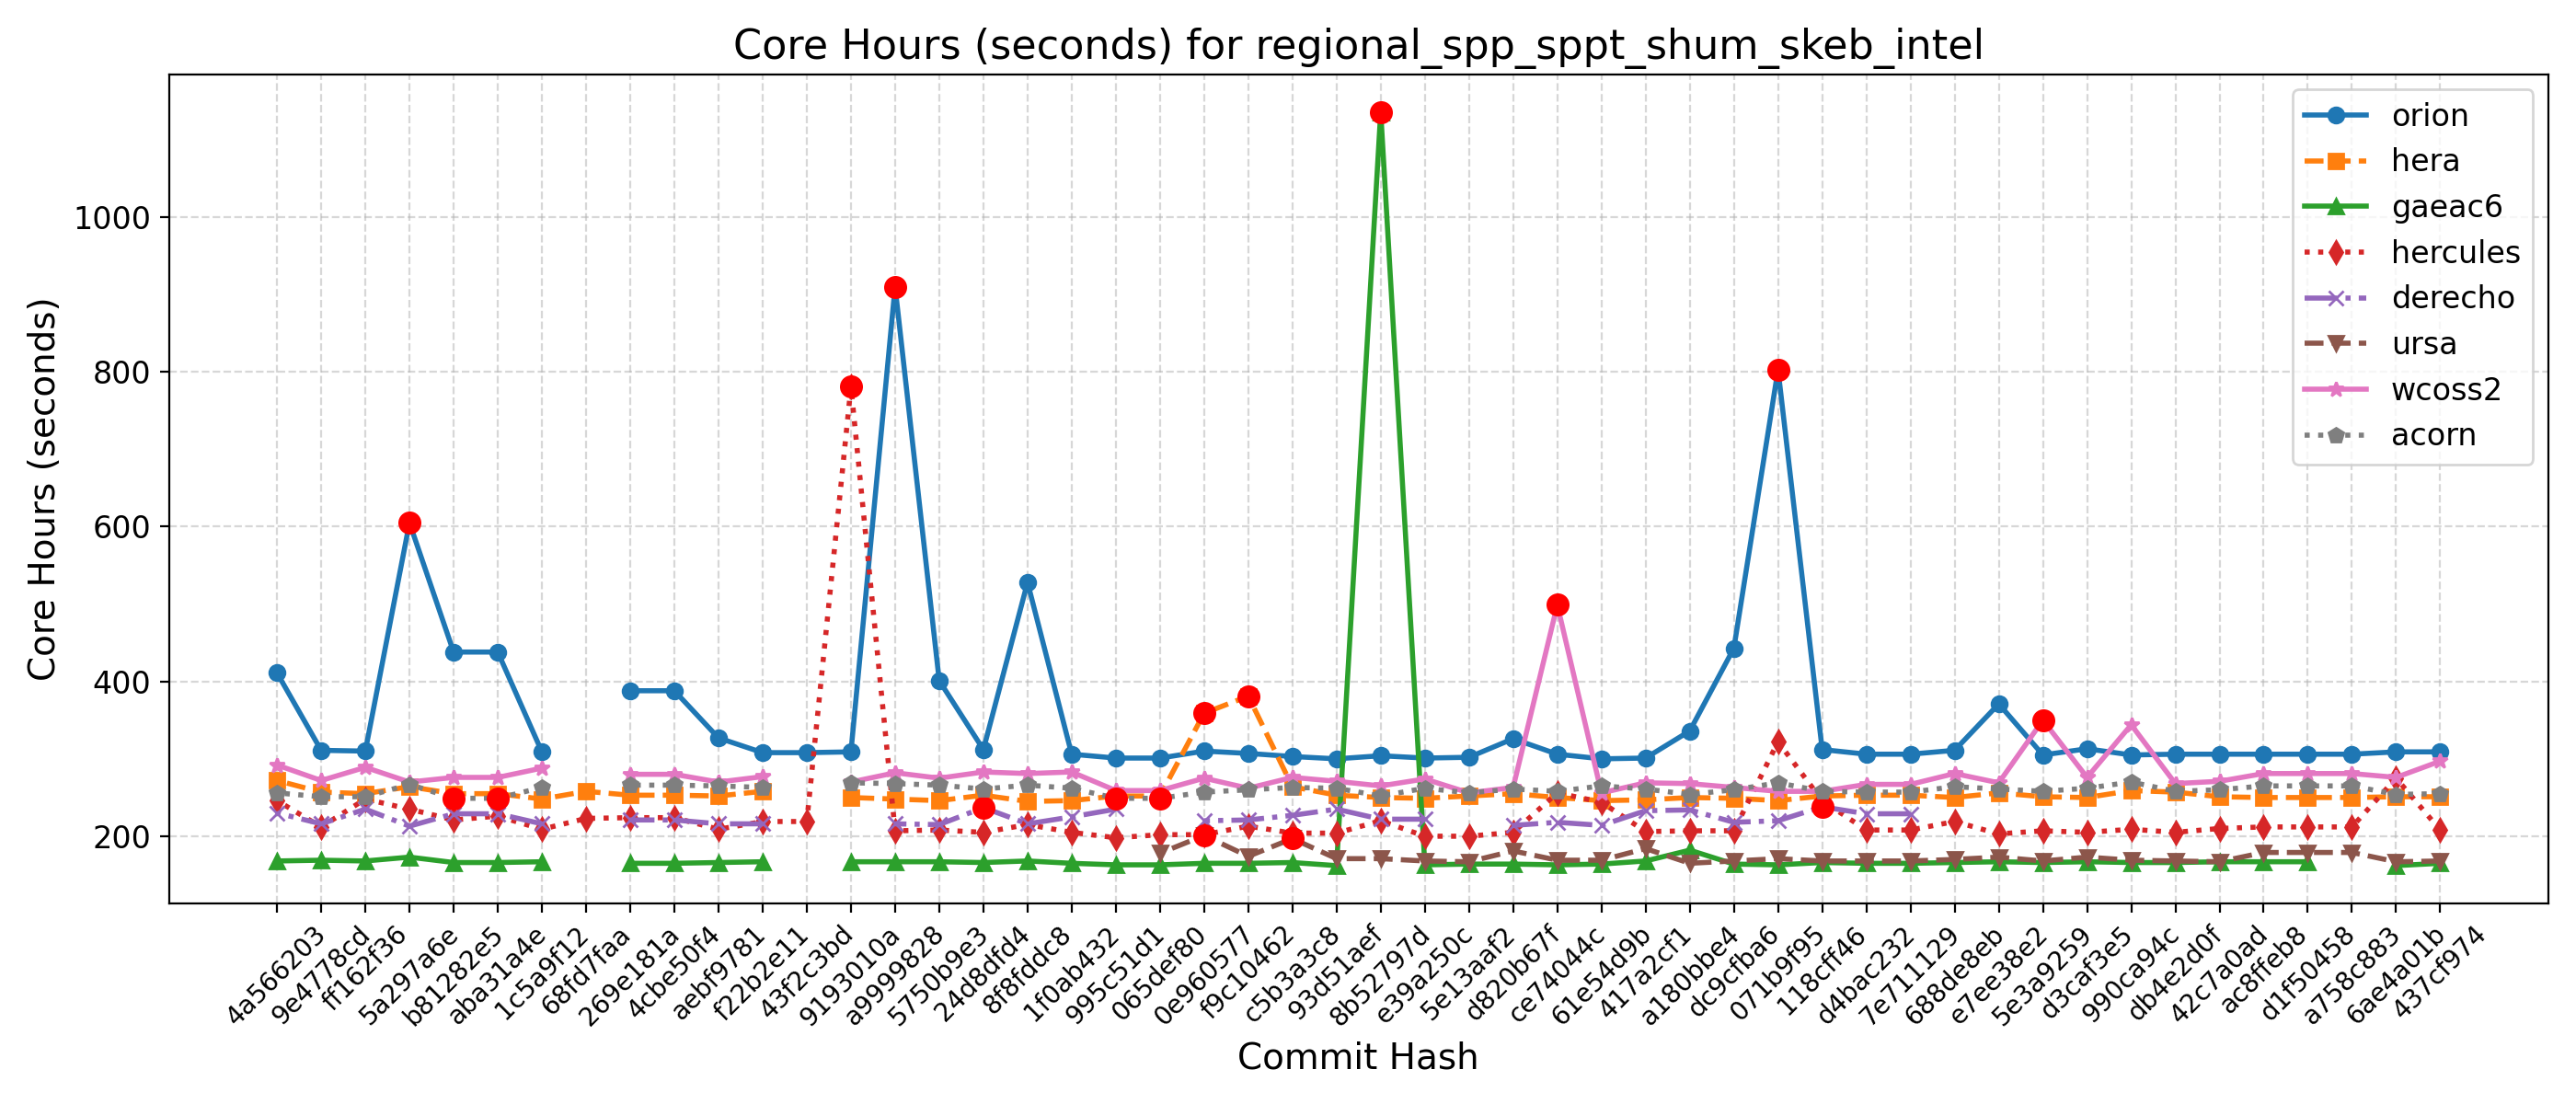 Core Hours (seconds) for regional_spp_sppt_shum_skeb_intel
Core Hours (seconds)
1000
800
600
400
200
orion
hera
gaeac6
hercules
derecho
ursa
wcoss2
acorn
4a566203
9e4778cd
ff162f36
5a297a6e
b81282e5
aba31a4e
1c5a9f12
68fd7faa
269e181a
4cbe50f4
aebf9781
f22b2e11
43f2c3bd
9193010a
a9999828
5750b9e3
24d8dfd4
8f8fddc8
1f0ab432
995c51d1
065def80
0e960577
f9c10462
c5b3a3c8
93d51aef
8b52797d
e39a250c
5e13aaf2
d820b67f
ce74044c
61e54d9b
417a2cf1
a180bbe4
dc9cfba6
071b9f95
118cff46
d4bac232
7e711129
688de8eb
e7ee38e2
5e3a9259
d3caf3e5
990ca94c
db4e2d0f
42c7a0ad
ac8ffeb8
d1f50458
a758c883
6ae4a01b
437cf974
Commit Hash